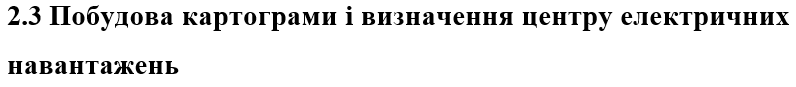 2.3 Побудова картограми і визначення центру електричних
навантажень